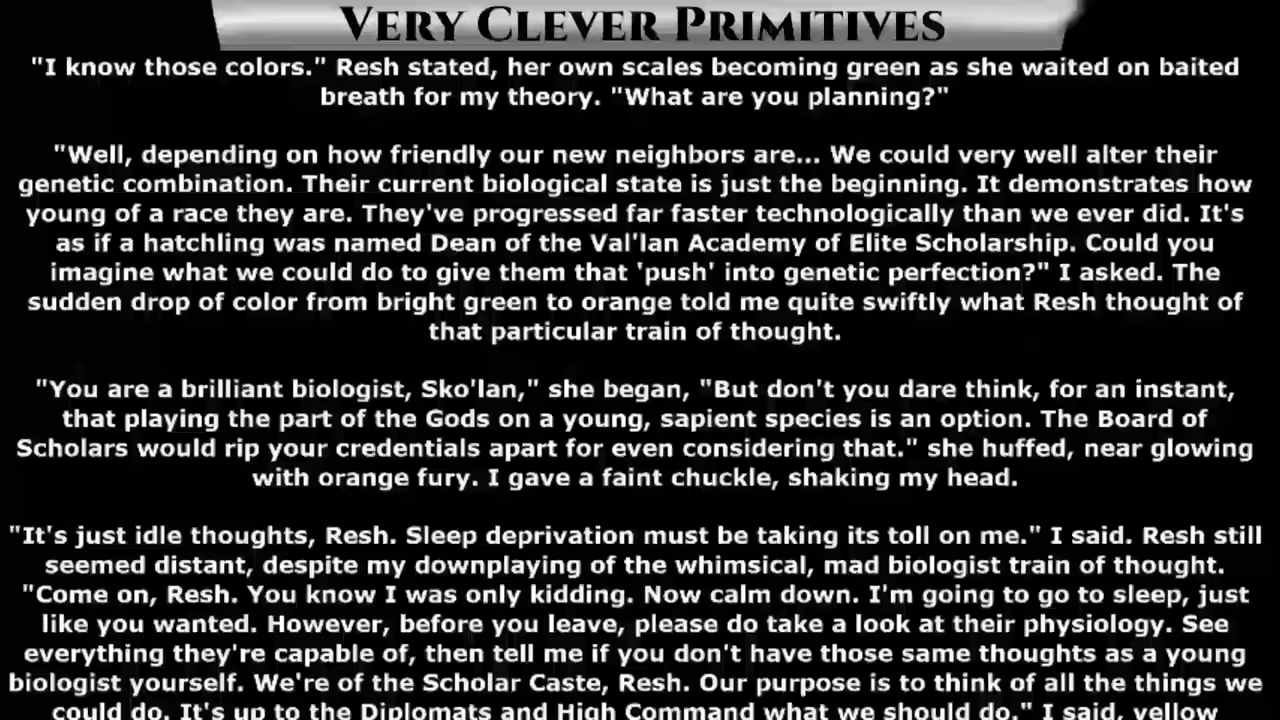 VERY CLEVER PRIMITIVES
"I know those colors." Resh stated, her own scales becoming green as she waited on baited
breath for my theory. "What are you planning?"
"Well, depending on how friendly our new neighbors are... We could very well alter their
genetic combination. Their current biological state is just the beginning. It demonstrates how
young of a race they are. They've progressed far faster technologically than we ever did. It's
as if a hatchling was named Dean of the Val'lan Academy of Elite Scholarship. Could you
imagine what we could do to give them that 'push' into genetic perfection?" I asked. The
sudden drop of color from bright green to orange told me quite swiftly what Resh thought of
that particular train of thought.
"You are a brilliant biologist, Sko'lan," she began, "But don't you dare think, for an instant,
that playing the part of the Gods on a young, sapient species is an option. The Board of
Scholars would rip your credentials apart for even considering that." she huffed, near glowing
with orange fury. I gave a faint chuckle, shaking my head.
"It's just idle thoughts, Resh. Sleep deprivation must be taking its toll on me." I said. Resh still
seemed distant, despite my downplaying of the whimsical, mad biologist train of thought.
"Come on, Resh. You know I was only kidding. Now calm down. I'm going to go to sleep, just
like you wanted. However, before you leave, please do take a look at their physiology. See
everything they're capable of, then tell me if you don't have those same thoughts as a young
biologist yourself. We're of the Scholar Caste, Resh. Our purpose is to think of all the things we
could do. It's up to the Diplomats and High Command what we should do." I said, yellow